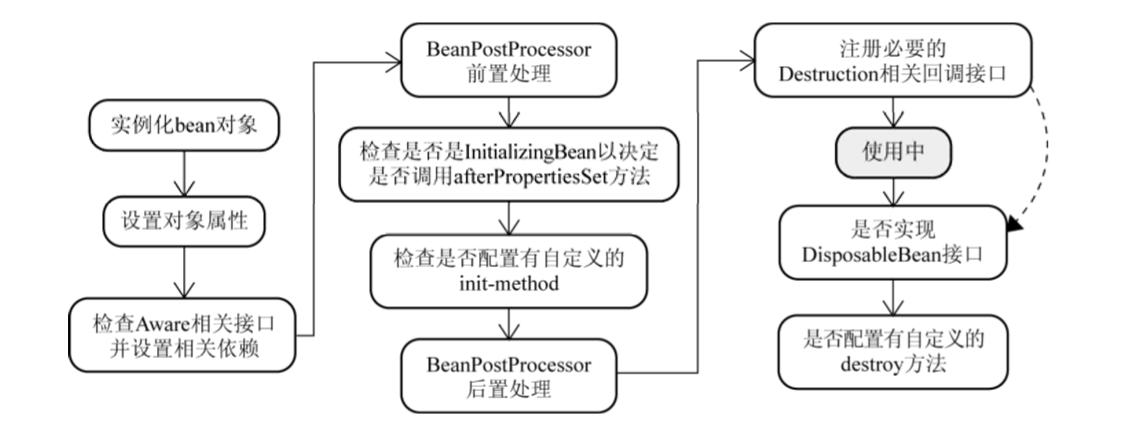 实例化bean对象
设置对象属性
检查Aware相关接口
并设置相关依赖
BeanPostProcessor
前置处理
检查是否是InitializingBean以决定
是否调用afterPropertiesSet方法
检查是否配置有自定义的
init-method
BeanPostProcessor
后置处理
注册必要的
Destruction相关回调接口
使用中
是否实现
DisposableBean接口
是否配置有自定义的
destroy方法